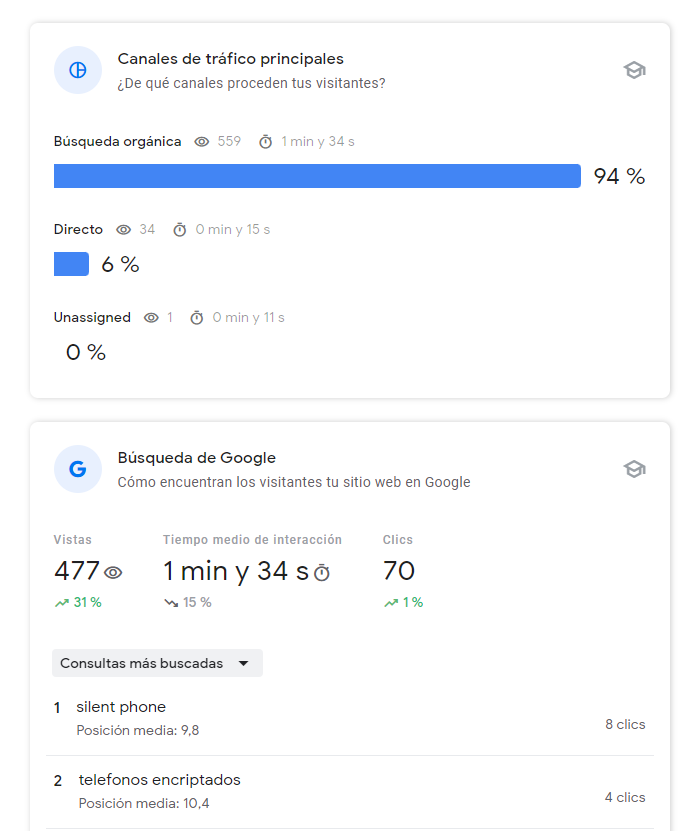 Canales de tráfico principales
¿De qué canales proceden tus visitantes?
Búsqueda orgánica 559 1 min y 34 s
94 %
Directo 34 0 min y 15 s
6 %
Unassigned 1 0 min y 11 s
0 %
G Búsqueda de Google
Cómo encuentran los visitantes tu sitio web en Google
Vistas Tiempo medio de interacción Clics
477 1 min y 34 s 70
31 % 15 % 1 %
Consultas más buscadas
1 silent phone
Posición media: 9,8 8 clics
2 telefonos encriptados
Posición media: 10,4 4 clics